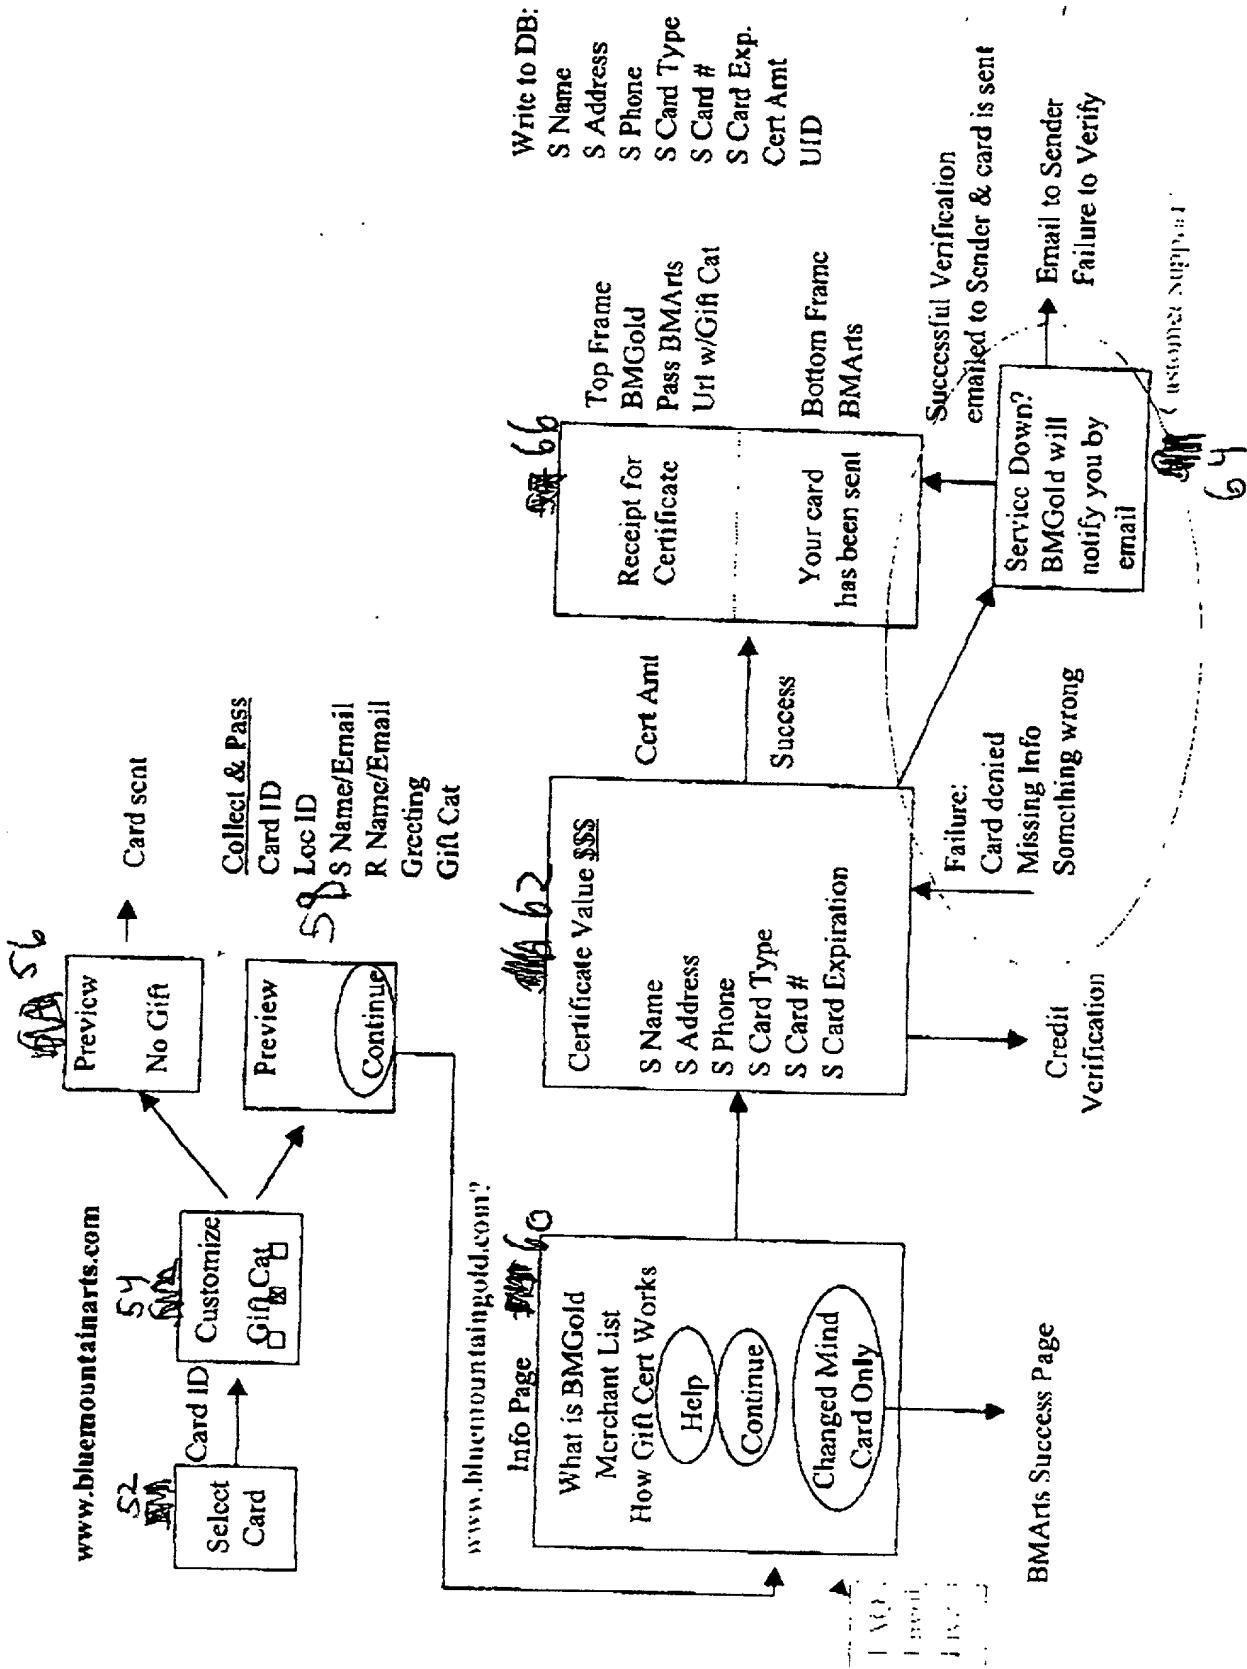 www.bluemountainarts.com
52
Select
Card
Card ID
54
Customize
Gift Cat
56
Preview
No Gift
Card sent
Preview
Continue
58
Collect & Pass
Card ID
Loc ID
S Name/Email
R Name/Email
Greeting
Gift Cat
www.bluemountaingold.com?
Info Page
60
What is BMGold
Merchant List
How Gift Cert Works
Help
Continue
Changed Mind
Card Only
BMArts Success Page
62
Certificate Value $$$
S Name
S Address
S Phone
S Card Type
S Card #
S Card Expiration
Credit
Verification
Failure:
Card denied
Missing Info
Something wrong
Cert Amt
Success
66
Receipt for
Certificate
Your card
has been sent
Top Frame
BMGold
Pass BMArts
Url w/Gift Cat
Bottom Frame
BMArts
Write to DB:
S Name
S Address
S Phone
S Card Type
S Card #
S Card Exp.
Cert Amt
UID
Successful Verification
emailed to Sender & card is sent
Service Down?
BMGold will
notify you by
email
Email to Sender
Failure to Verify
64
Support